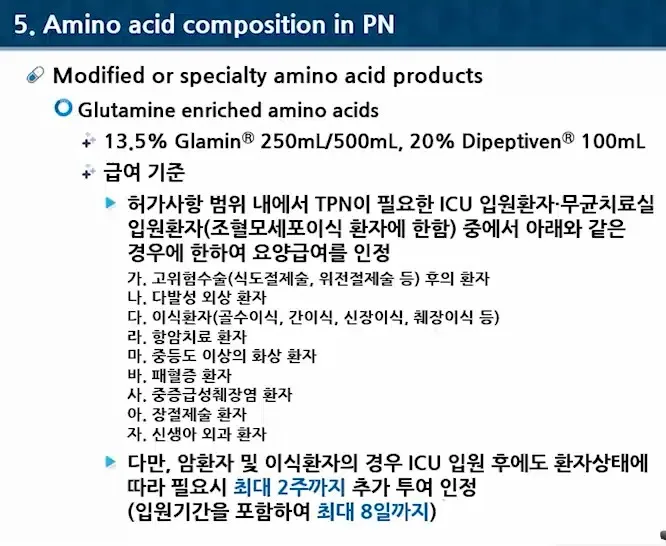 5. Amino acid composition in PN
Modified or specialty amino acid products
Glutamine enriched amino acids
13.5% Glamin® 250mL/500mL, 20% Dipeptiven® 100mL
급여 기준
허가사항 범위 내에서 TPN이 필요한 ICU 입원환자·무균치료실
입원환자(조혈모세포이식 환자에 한함) 중에서 아래와 같은
경우에 한하여 요양급여를 인정
가. 고위험수술(식도절제술, 위전절제술 등) 후의 환자
나. 다발성 외상 환자
다. 이식환자(골수이식, 간이식, 신장이식, 췌장이식 등)
라. 항암치료 환자
마. 중등도 이상의 화상 환자
바. 패혈증 환자
사. 중증급성췌장염 환자
아. 장절제술 환자
자. 신생아 외과 환자
다만, 암환자 및 이식환자의 경우 ICU 입원 후에도 환자상태에
따라 필요시 최대 2주까지 추가 투여 인정
(입원기간을 포함하여 최대 8일까지)